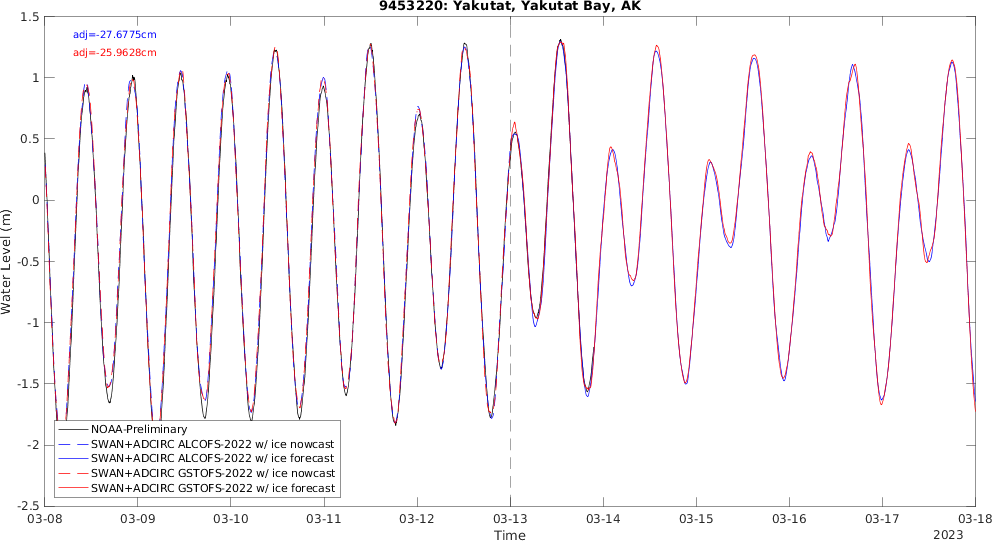 9453220: Yakutat, Yakutat Bay, AK
adj=-27.6775cm
adj=-25.9628cm
Water Level (m)
1.5
1
0.5
0
-0.5
-1
-1.5
-2
-2.5
NOAA-Preliminary
SWAN+ADCIRC ALCOFS-2022 w/ ice nowcast
SWAN+ADCIRC ALCOFS-2022 w/ ice forecast
SWAN+ADCIRC GSTOFS-2022 w/ ice nowcast
SWAN+ADCIRC GSTOFS-2022 w/ ice forecast
03-08 03-09 03-10 03-11 03-12 03-13 03-14 03-15 03-16 03-17 03-18
Time
2023